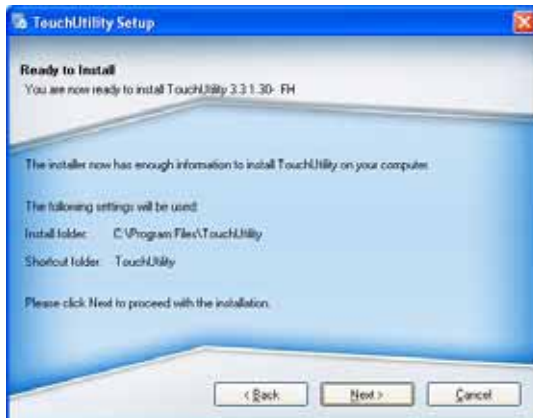 TouchUtility Setup
Ready to Install
You are now ready to install TouchUtility 3.3.1.30- FH
The installer now has enough information to install TouchUtility on your computer.
The following settings will be used:
Install folder: C:\Program Files\TouchUtility
Shortcut folder: TouchUtility
Please click Next to proceed with the installation.
< Back
Next >
Cancel